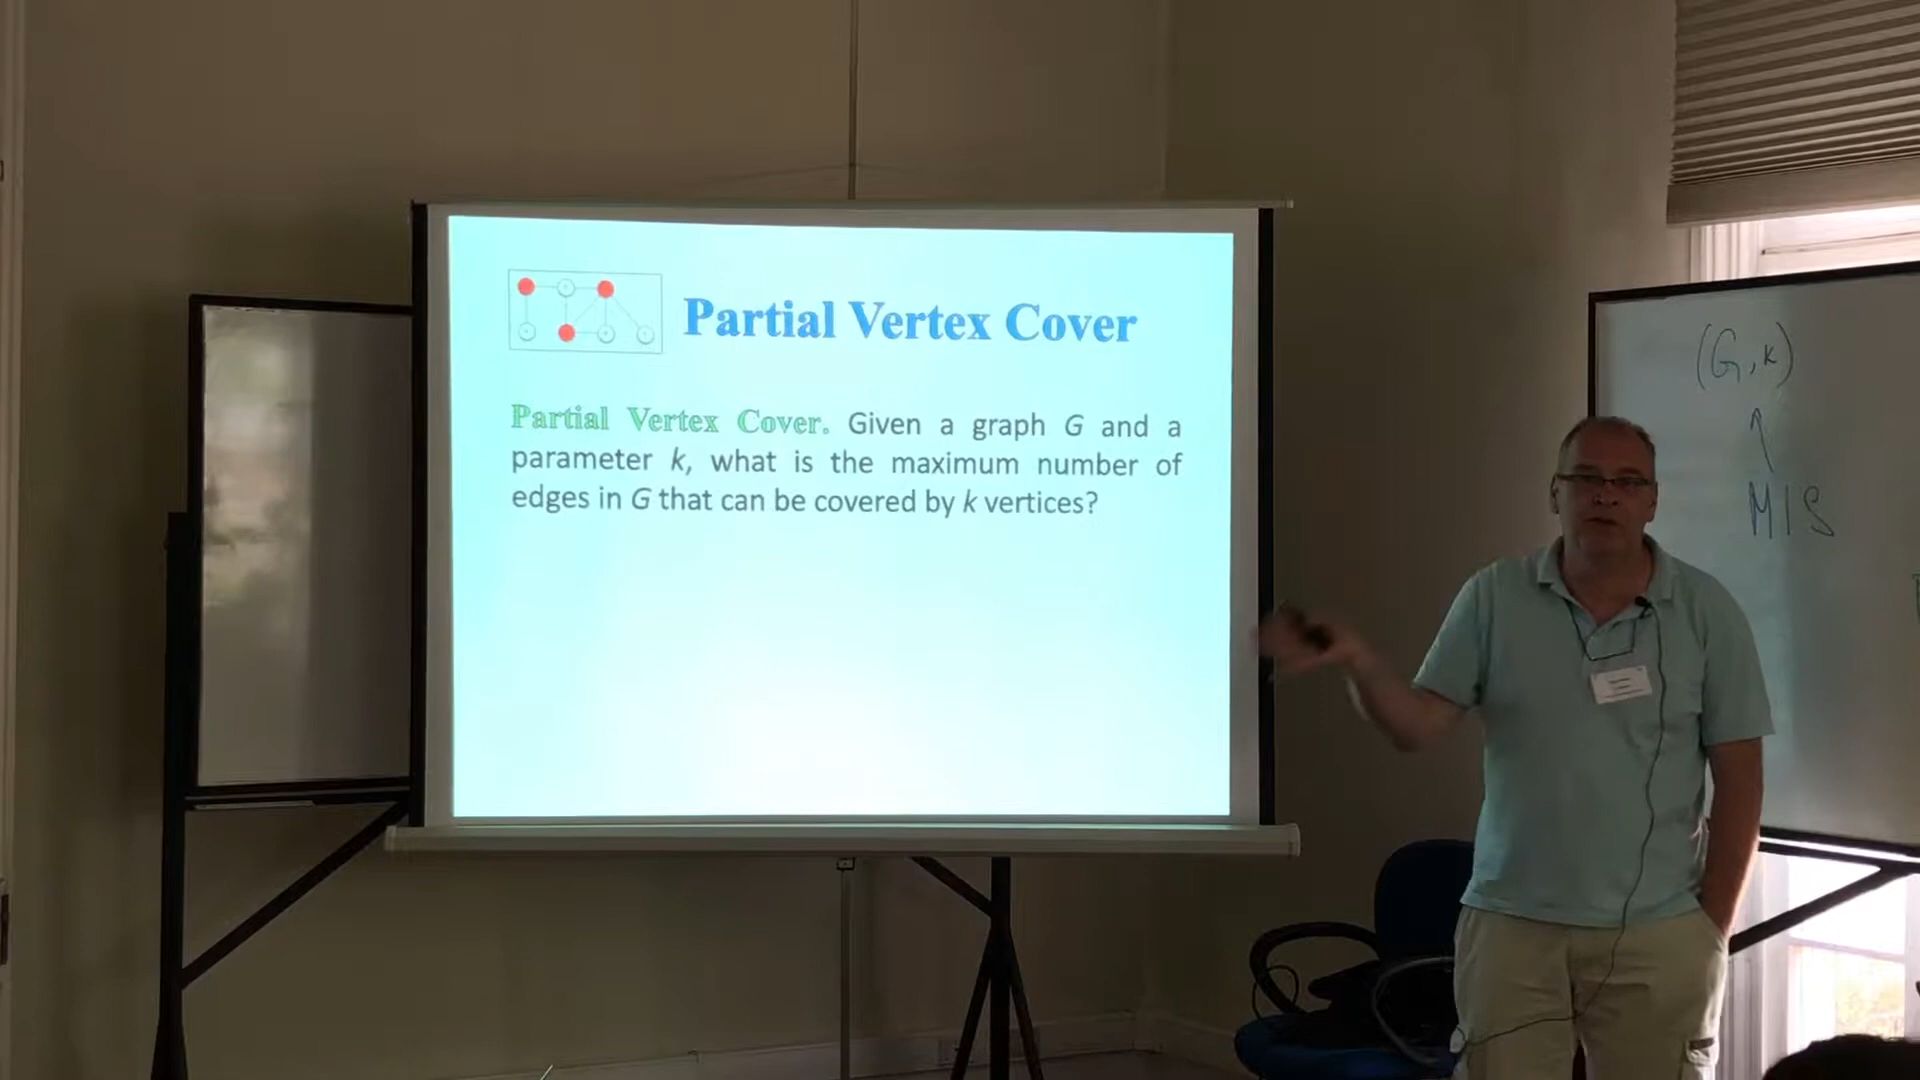 Partial Vertex Cover
Partial Vertex Cover. Given a graph G and a
parameter k, what is the maximum number of
edges in G that can be covered by k vertices?
(G, k)
MIS